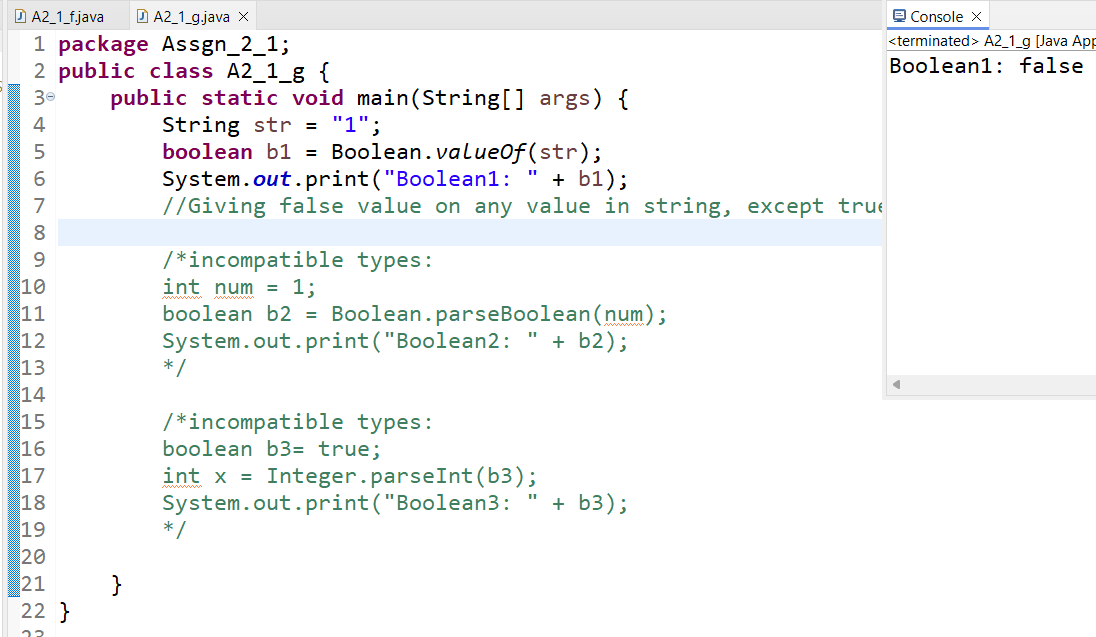 A2_1_f.java
A2_1_g.java
1 package Assgn_2_1;
2 public class A2_1_g {
3     public static void main(String[] args) {
4         String str = "1";
5         boolean b1 = Boolean.valueOf(str);
6         System.out.print("Boolean1: " + b1);
7         //Giving false value on any value in string, except true
8
9         /*incompatible types:
10         int num = 1;
11         boolean b2 = Boolean.parseBoolean(num);
12         System.out.print("Boolean2: " + b2);
13         */
14
15         /*incompatible types:
16         boolean b3= true;
17         int x = Integer.parseInt(b3);
18         System.out.print("Boolean3: " + b3);
19         */
20
21     }
22 }
23
Console
<terminated> A2_1_g [Java App
Boolean1: false